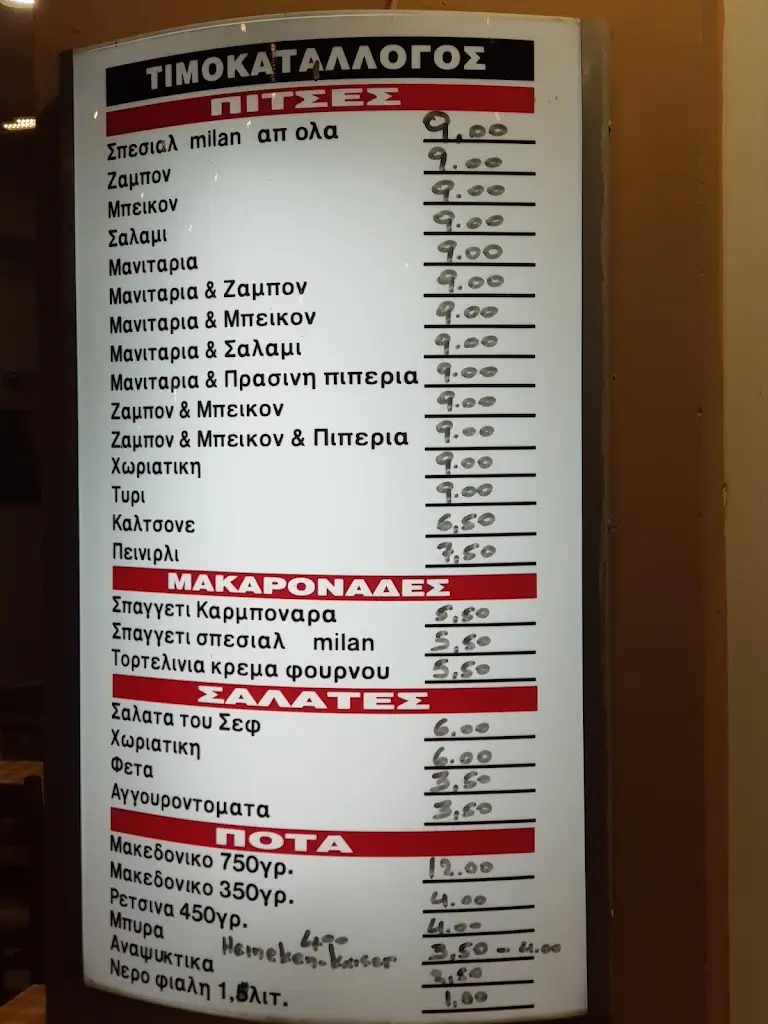 ΤΙΜΟΚΑΤΑΛΛΟΓΟΣ
ΠΙΤΣΕΣ
Σπεσιαλ milan απ ολα 9.00
Ζαμπον 9.00
Μπεικον 9.00
Σαλαμι 9.00
Μανιταρια 9.00
Μανιταρια & Ζαμπον 9.00
Μανιταρια & Μπεικον 9.00
Μανιταρια & Σαλαμι 9.00
Μανιταρια & Πρασινη πιπερια 9.00
Ζαμπον & Μπεικον 9.00
Ζαμπον & Μπεικον & Πιπερια 9.00
Χωριατικη 9.00
Τυρι 9.00
Καλτσονε 6,50
Πεινιρλι 7,50
ΜΑΚΑΡΟΝΑΔΕΣ
Σπαγγετι Καρμποναρα 5,50
Σπαγγετι σπεσιαλ milan 5,50
Τορτελινια κρεμα φουρνου 5,50
ΣΑΛΑΤΕΣ
Σαλατα του Σεφ 6.00
Χωριατικη 6.00
Φετα 3,50
Αγγουροντοματα 3,50
ΠΟΤΑ
Μακεδονικο 750γρ. 12.00
Μακεδονικο 350γρ. 4.00
Ρετσινα 450γρ. 4.00
Μπυρα Heineken-Kaiser 400 3,50 - 4.00
Αναψυκτικα 2,50
Νερο φιαλη 1,5λιτ. 1,00